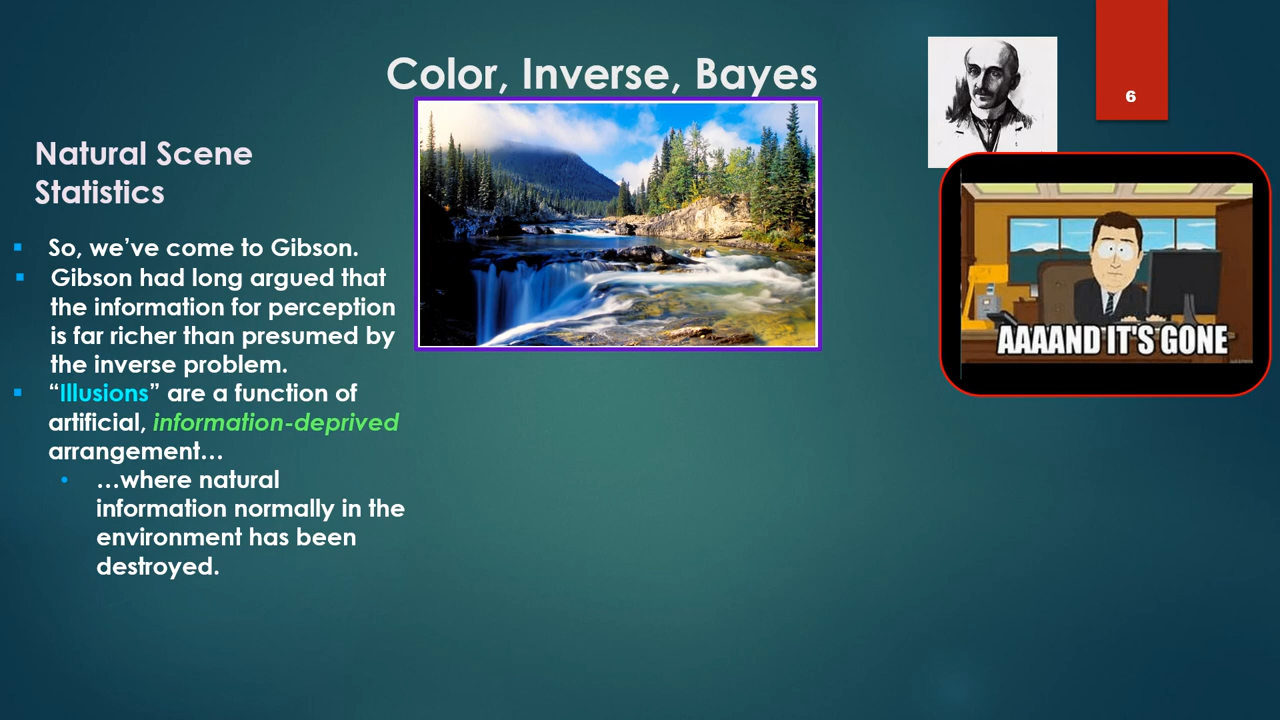 Color, Inverse, Bayes
6
Natural Scene
Statistics
So, we’ve come to Gibson.
Gibson had long argued that
the information for perception
is far richer than presumed by
the inverse problem.
“Illusions” are a function of
artificial, information-deprived
arrangement…
…where natural
information normally in the
environment has been
destroyed.
AAAAND IT'S GONE